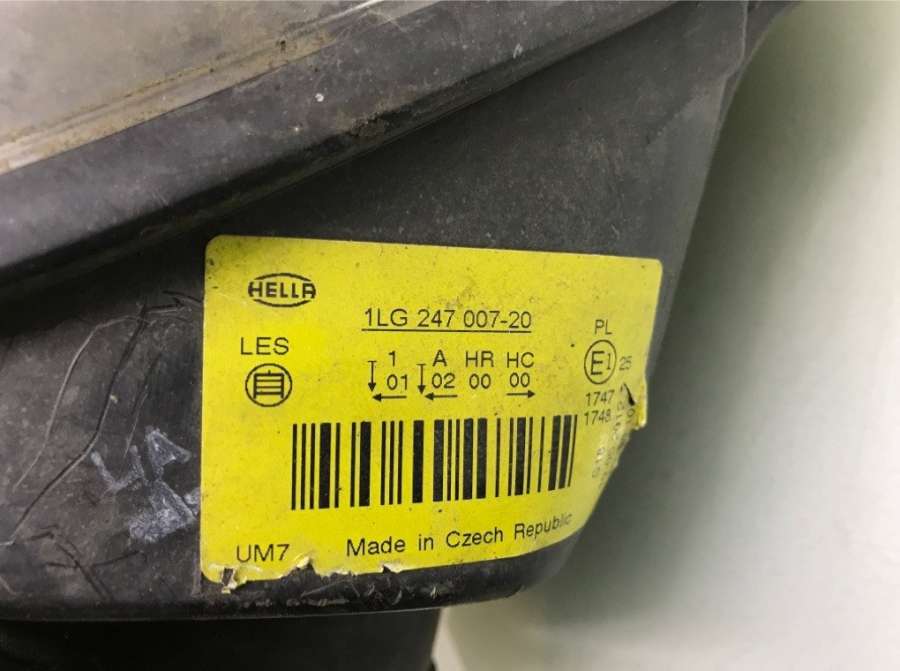 HELLA
1LG 247 007-20
LES
自
1 A HR HC
01 02 00 00
PL
E1 25
1747
1748
UM7
Made in Czech Republic